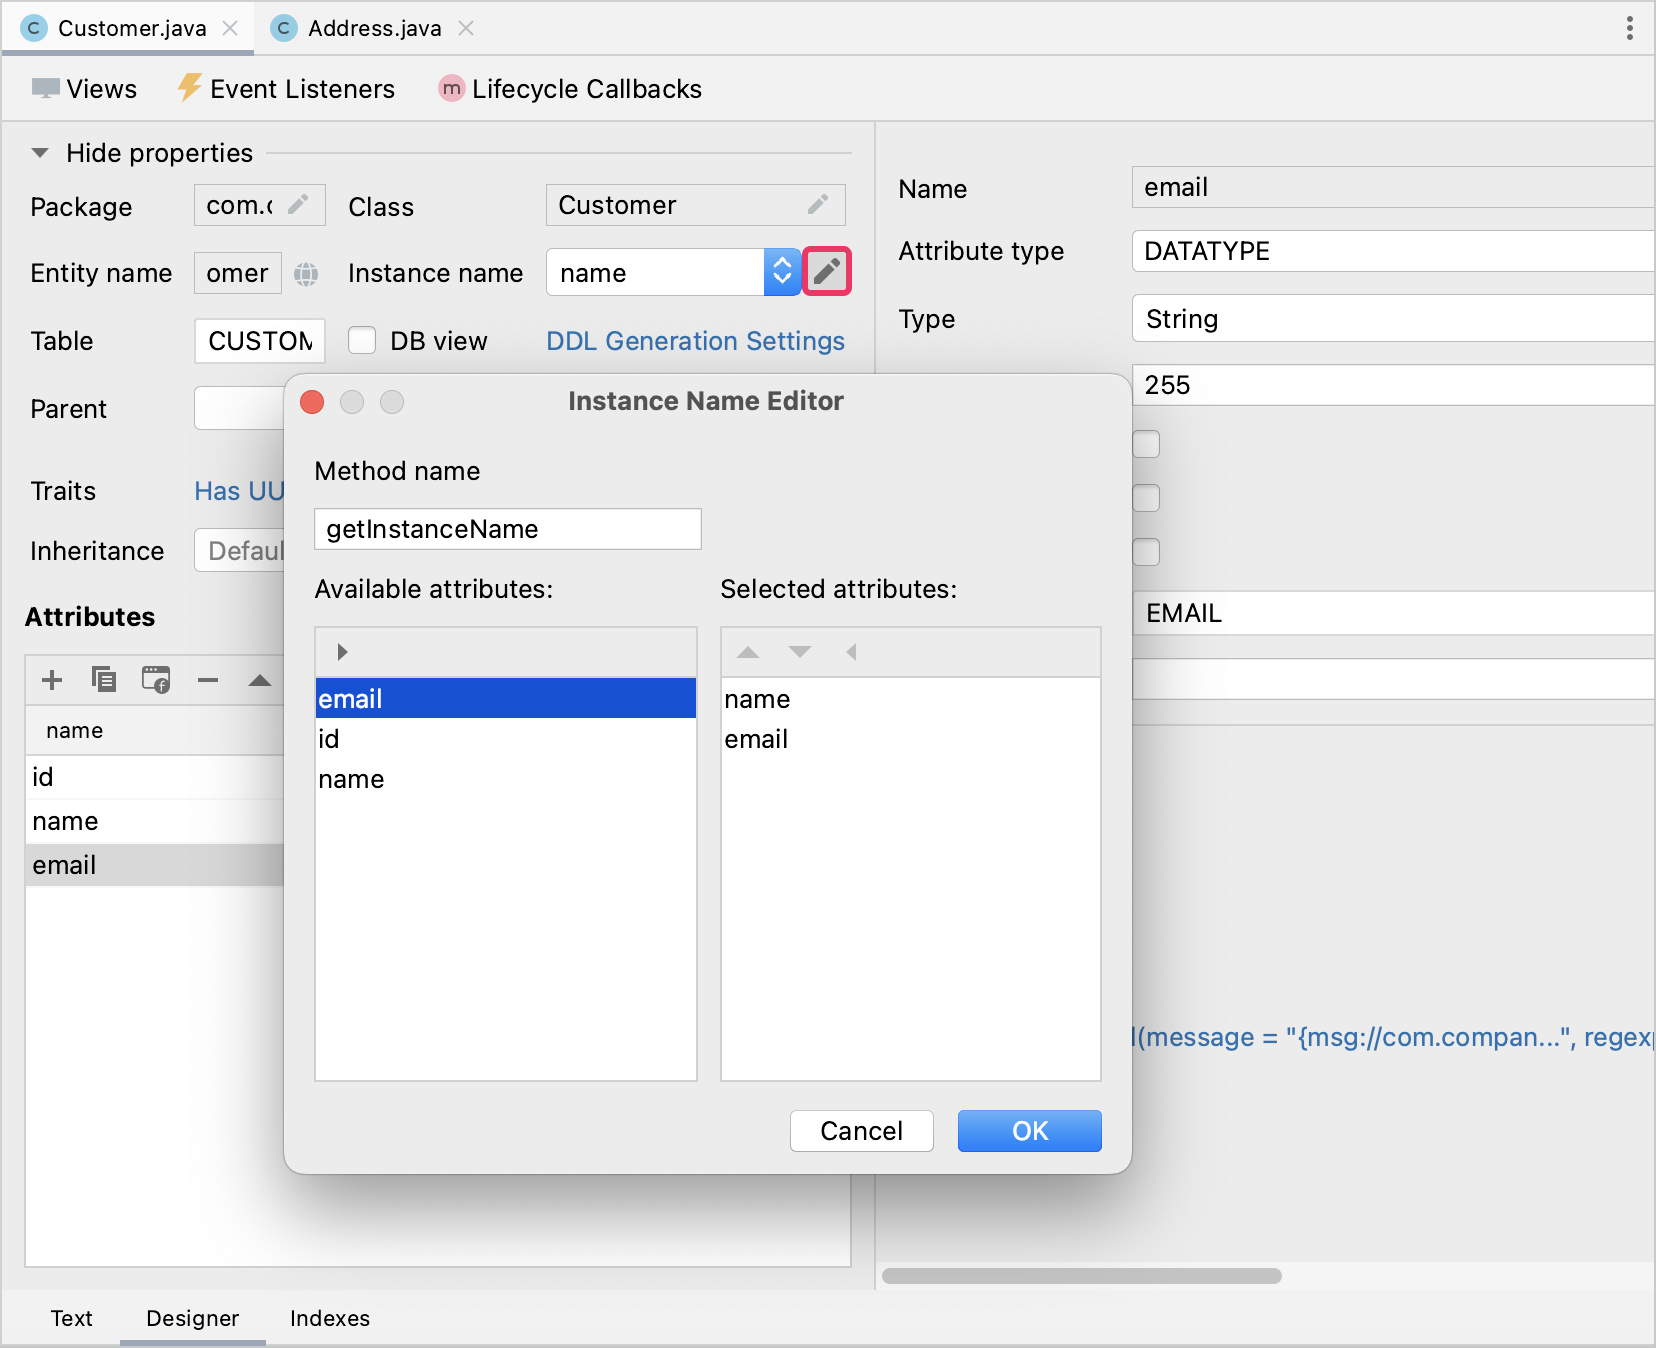 Customer.java
Address.java
Views
Event Listeners
m Lifecycle Callbacks
Hide properties
Package com.c
Class Customer
Entity name omer
Instance name name
Table CUSTOM
DB view
DDL Generation Settings
Parent
Traits Has UU
Inheritance Defaul
Attributes
name
id
name
email
Name email
Attribute type DATATYPE
Type String
255
EMAIL
(message = "{msg://com.compan...", regexp
Instance Name Editor
Method name
getInstanceName
Available attributes:
email
id
name
Selected attributes:
name
email
Cancel
OK
Text
Designer
Indexes